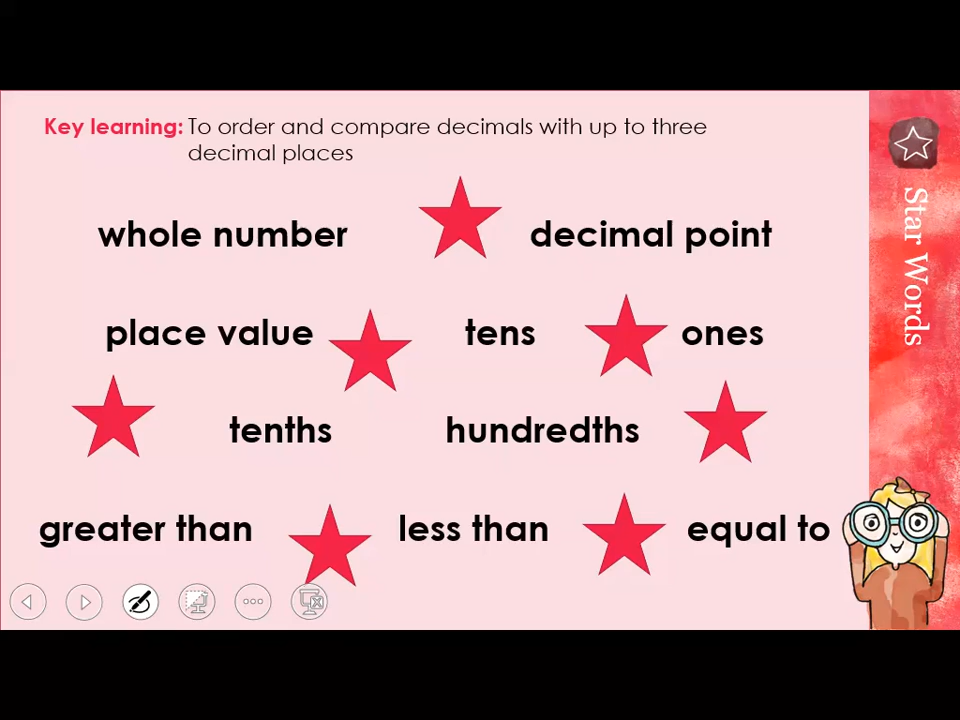 Key learning: To order and compare decimals with up to three
decimal places
whole number decimal point
place value tens ones
tenths hundredths
greater than less than equal to
Star Words